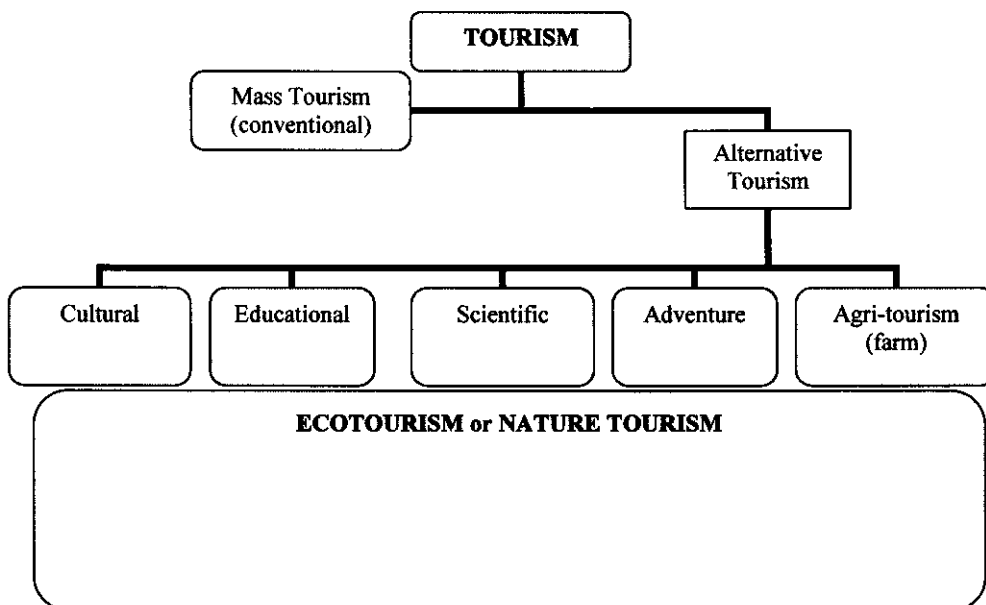 TOURISM
Mass Tourism
(conventional)
Alternative
Tourism
Cultural
Educational
Scientific
Adventure
Agri-tourism
(farm)
ECOTOURISM or NATURE TOURISM